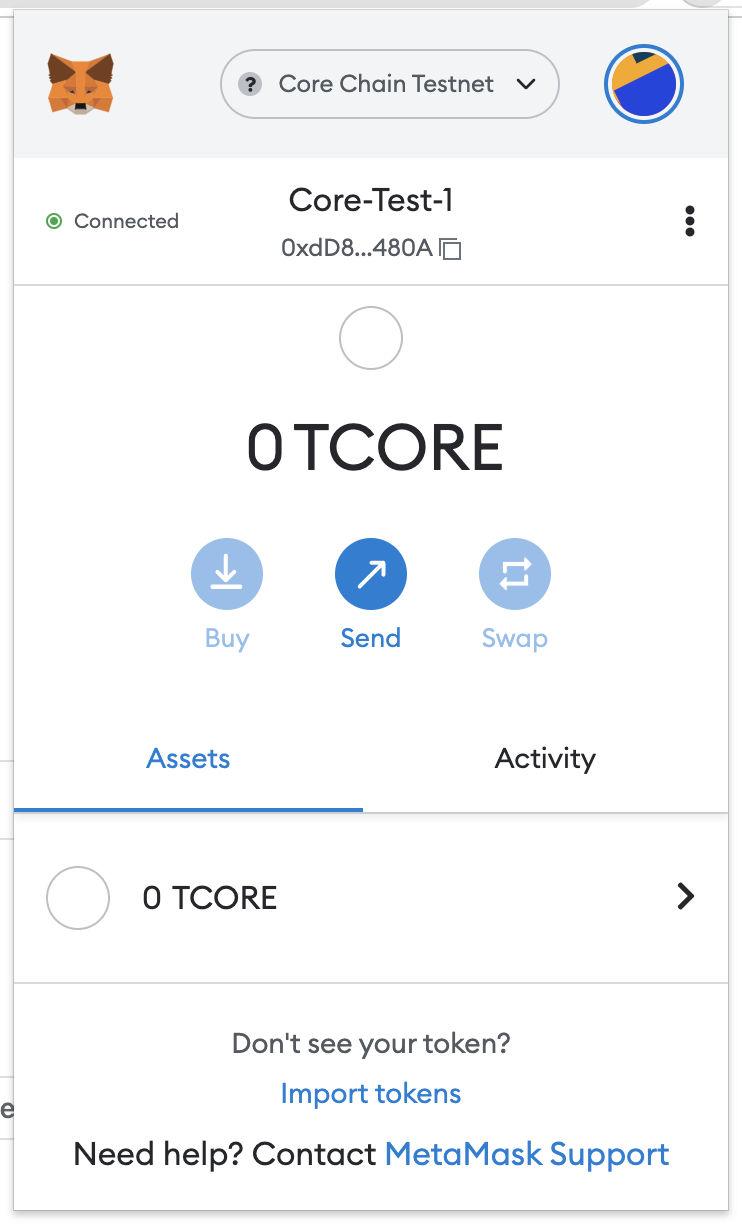 ? Core Chain Testnet
Connected
Core-Test-1
0xdD8...480A
0 TCORE
Buy
Send
Swap
Assets
Activity
0 TCORE
Don't see your token?
Import tokens
e
Need help? Contact MetaMask Support